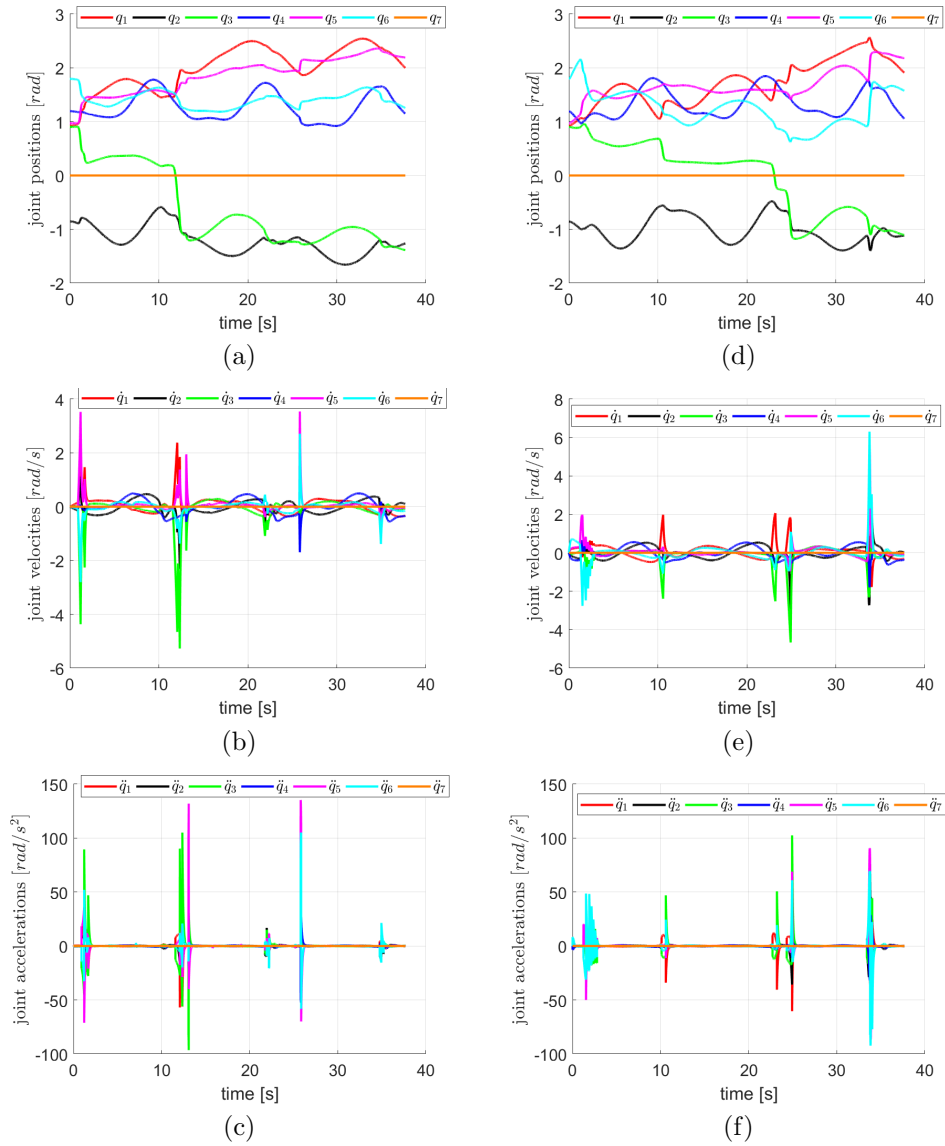 q₁ q₂ q₃ q₄ q₅ q₆ q₇
3
2
1
0
-1
-2
joint positions [rad]
0 10 20 30 40
time [s]
(a)
q₁ q₂ q₃ q₄ q₅ q₆ q₇
3
2
1
0
-1
-2
joint positions [rad]
0 10 20 30 40
time [s]
(d)
q̇₁ q̇₂ q̇₃ q̇₄ q̇₅ q̇₆ q̇₇
4
2
0
-2
-4
-6
joint velocities [rad/s]
0 10 20 30 40
time [s]
(b)
q̇₁ q̇₂ q̇₃ q̇₄ q̇₅ q̇₆ q̇₇
8
6
4
2
0
-2
-4
-6
joint velocities [rad/s]
0 10 20 30 40
time [s]
(e)
q̈₁ q̈₂ q̈₃ q̈₄ q̈₅ q̈₆ q̈₇
150
100
50
0
-50
-100
joint accelerations [rad/s²]
0 10 20 30 40
time [s]
(c)
q̈₁ q̈₂ q̈₃ q̈₄ q̈₅ q̈₆ q̈₇
150
100
50
0
-50
-100
joint accelerations [rad/s²]
0 10 20 30 40
time [s]
(f)